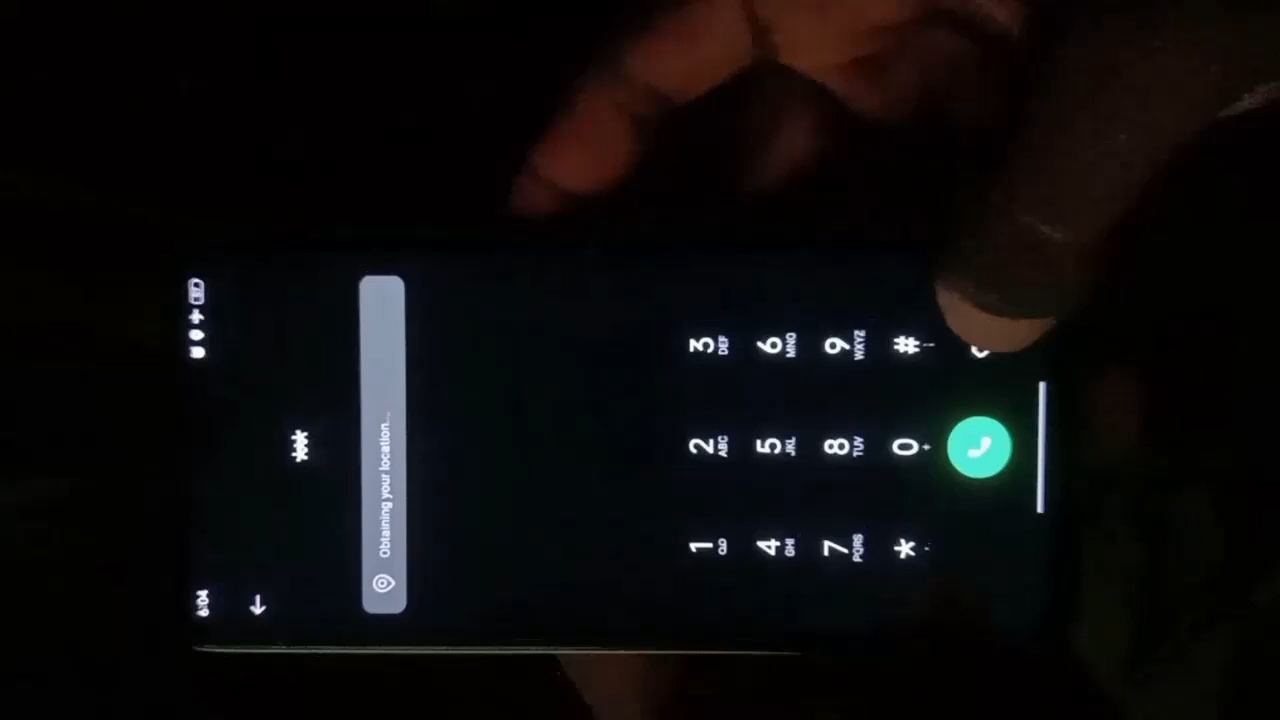 6:04
Obtaining your location...
1
2 ABC
3 DEF
4 GHI
5 JKL
6 MNO
7 PQRS
8 TUV
9 WXYZ
*
0 +
#